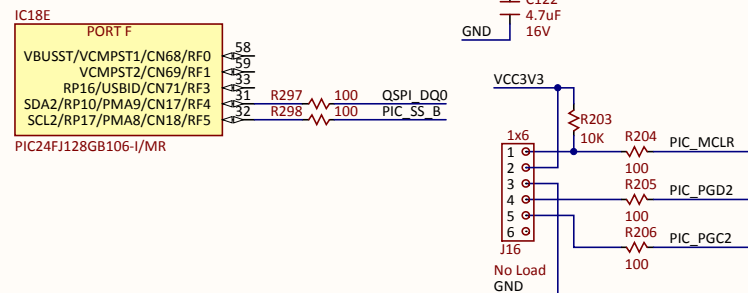 IC18E
PORT F
VBUSST/VCMPST1/CN68/RF0
58
VCMPST2/CN69/RF1
59
RP16/USBID/CN71/RF3
33
SDA2/RP10/PMA9/CN17/RF4
31
R297
100
QSPI_DQ0
SCL2/RP17/PMA8/CN18/RF5
32
R298
100
PIC_SS_B
PIC24FJ128GB106-I/MR
C122
4.7uF
16V
GND
VCC3V3
R203
10K
1x6
1
2
3
4
5
6
J16
No Load
GND
R204
100
PIC_MCLR
R205
100
PIC_PGD2
R206
100
PIC_PGC2